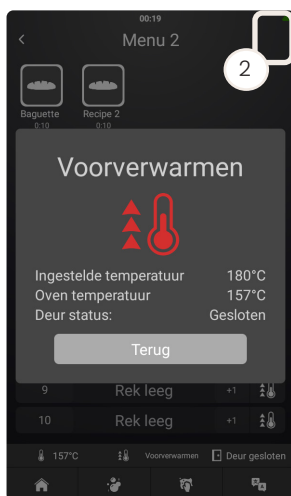 00:19
Menu 2
2
Baguette Recipe 2
0:10 0:10
Voorverwarmen
Ingestelde temperatuur 180°C
Oven temperatuur 157°C
Deur status: Gesloten
Terug
9 Rek leeg +1
10 Rek leeg +1
157°C Voorverwarmen Deur gesloten